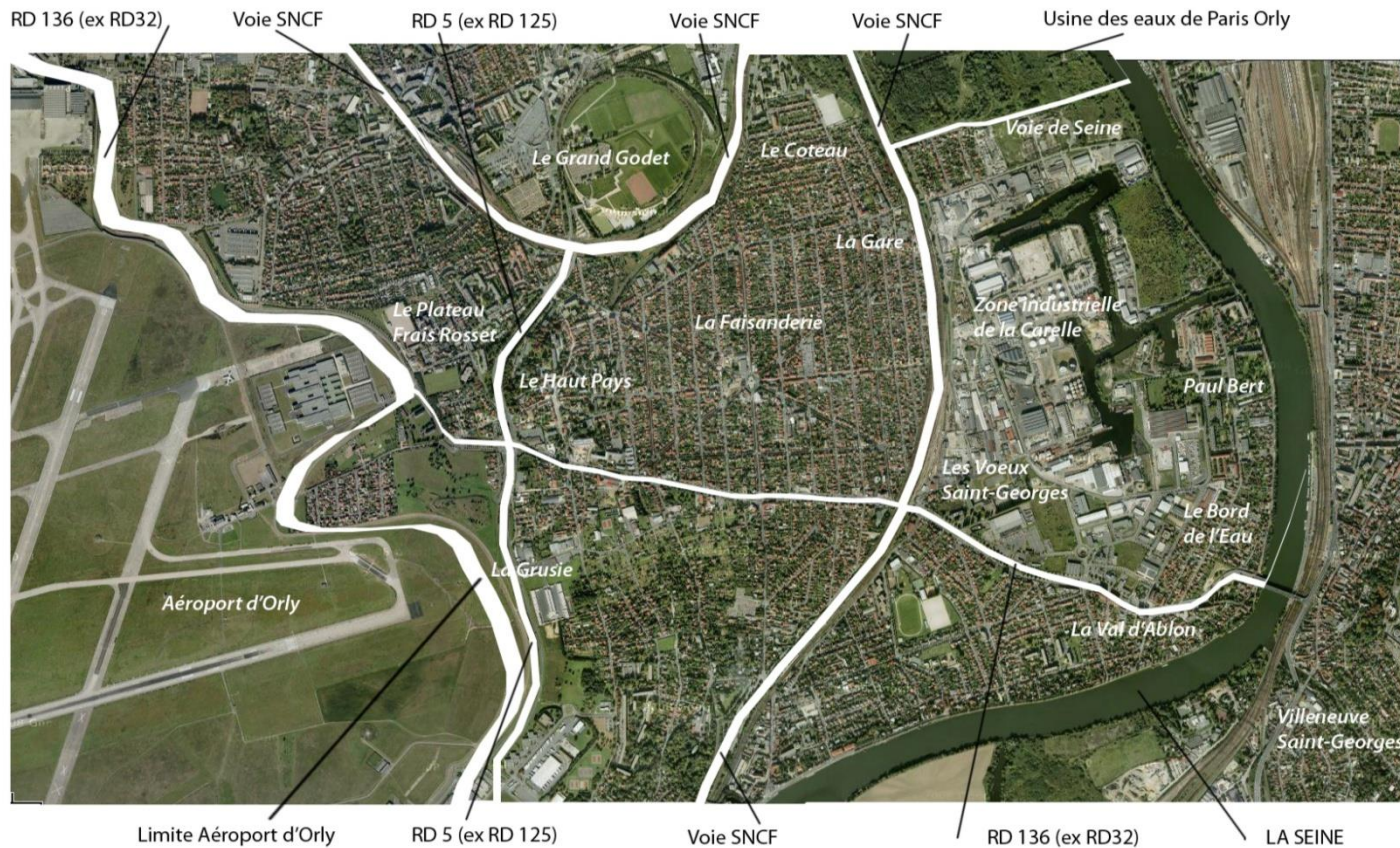 RD 136 (ex RD32)
Voie SNCF
RD 5 (ex RD 125)
Voie SNCF
Voie SNCF
Usine des eaux de Paris Orly
Voie de Seine
Le Grand Godet
Le Coteau
La Gare
Le Plateau
Frais Rosset
La Faisanderie
Zone industrielle
de la Carelle
Le Haut Pays
Paul Bert
Les Voeux
Saint-Georges
Le Bord
de l'Eau
La Grusie
Aéroport d'Orly
La Val d'Ablon
Villeneuve
Saint-Georges
Limite Aéroport d'Orly
RD 5 (ex RD 125)
Voie SNCF
RD 136 (ex RD32)
LA SEINE